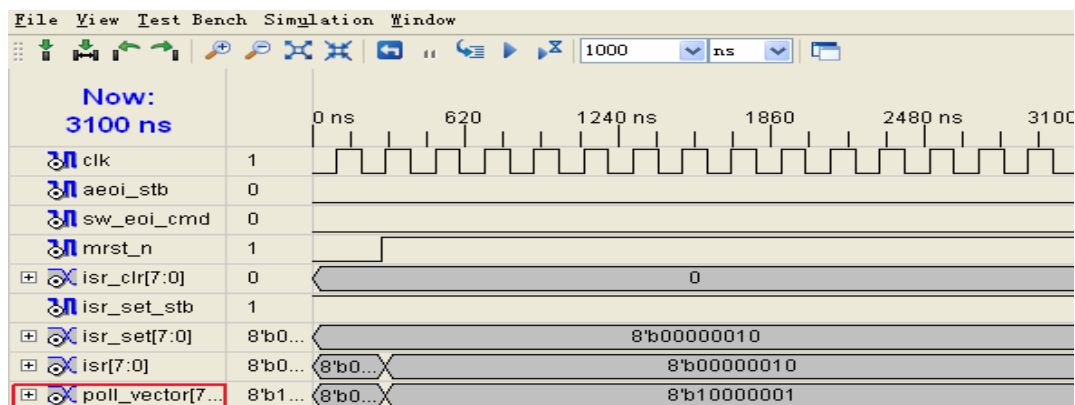 File View Test Bench Simulation Window
1000 ns
Now:
3100 ns
0 ns 620 1240 ns 1860 2480 ns 3100
clk 1
aeoi_stb 0
sw_eoi_cmd 0
mrst_n 1
isr_clr[7:0] 0 0
isr_set_stb 1
isr_set[7:0] 8'b0... 8'b00000010
isr[7:0] 8'b0... 8'b0... 8'b00000010
poll_vector[7... 8'b1... 8'b0... 8'b10000001